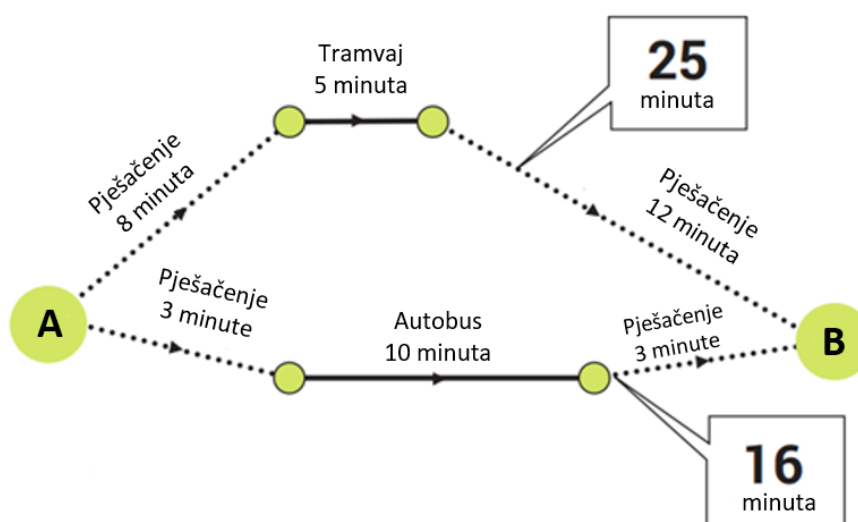 Tramvaj
5 minuta
25
minuta
Pješačenje
8 minuta
Pješačenje
12 minuta
A
Pješačenje
3 minute
Autobus
10 minuta
Pješačenje
3 minute
B
16
minuta